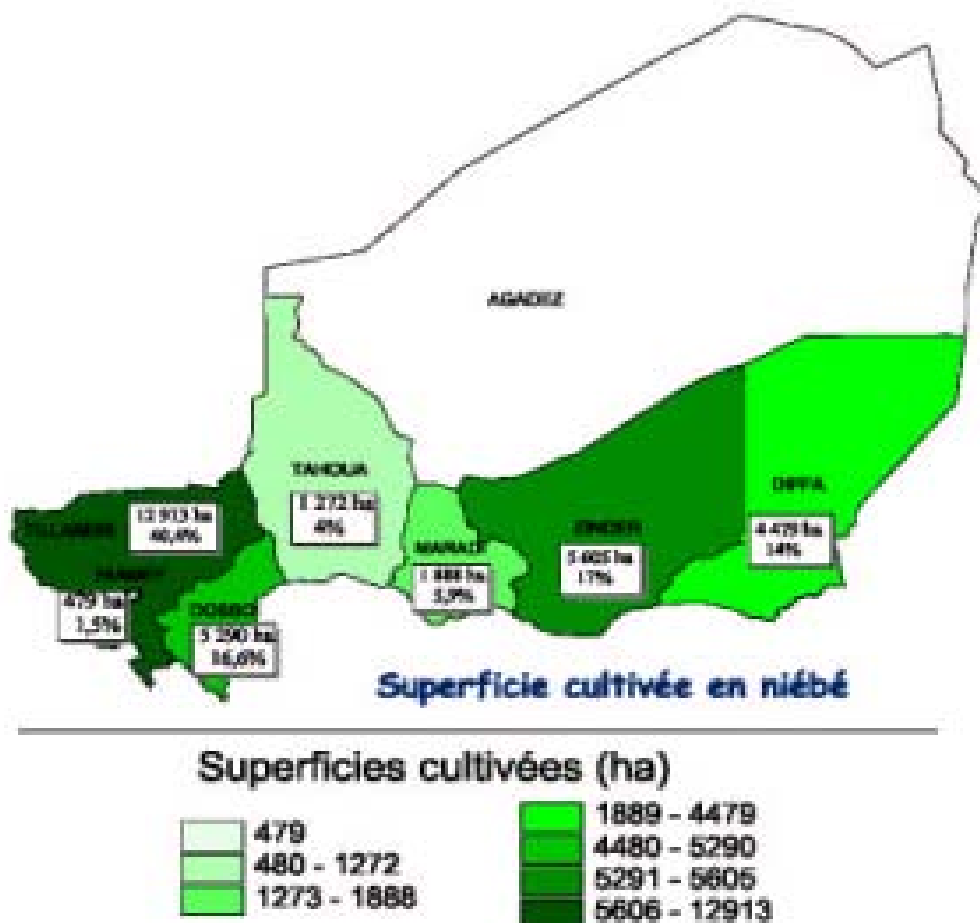 AGADEZ
TAHOUA
1 272 ha
4%
DIFFA
4 479 ha
14%
ZINDER
5 605 ha
17%
MARADI
1 888 ha
5,9%
TILLABERI
12 913 ha
40,4%
NIAMEY
479 ha
1,5%
DOSSO
5 290 ha
16,6%
Superficie cultivée en niébé
Superficies cultivées (ha)
479
480 - 1272
1273 - 1888
1889 - 4479
4480 - 5290
5291 - 5605
5606 - 12913